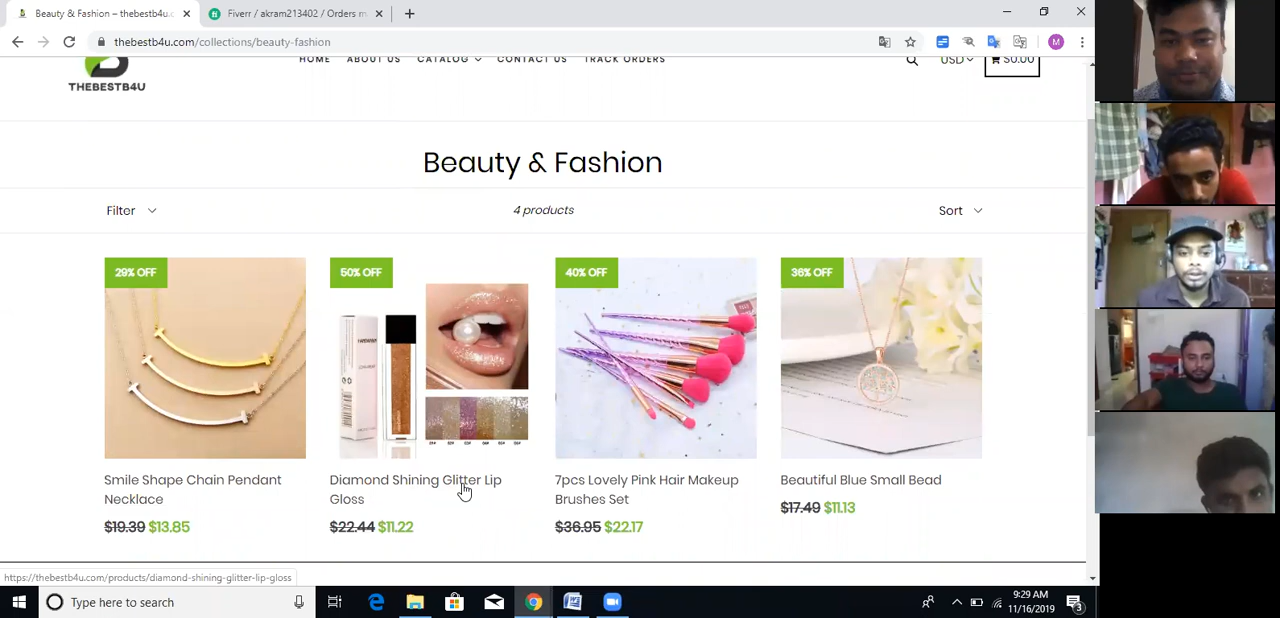 Beauty & Fashion – thebestb4u.c
Fiverr / akram213402 / Orders m
thebestb4u.com/collections/beauty-fashion
M
THEBESTB4U
HOME ABOUT US CATALOG CONTACT US TRACK ORDERS
USD
$0.00
Beauty & Fashion
Filter
4 products
Sort
29% OFF
50% OFF
40% OFF
36% OFF
Smile Shape Chain Pendant
Necklace
$19.39 $13.85
Diamond Shining Glitter Lip
Gloss
$22.44 $11.22
7pcs Lovely Pink Hair Makeup
Brushes Set
$36.95 $22.17
Beautiful Blue Small Bead
$17.49 $11.13
https://thebestb4u.com/products/diamond-shining-glitter-lip-gloss
Type here to search
9:29 AM
11/16/2019
3